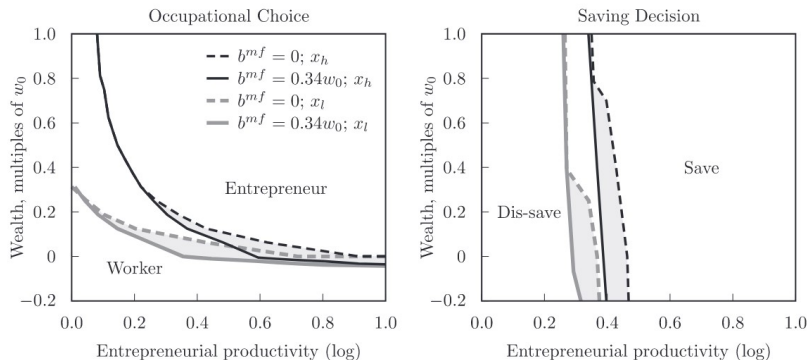 Occupational Choice
Wealth, multiples of w0
1.0
0.8
0.6
0.4
0.2
0
−0.2
b^mf = 0; x_h
b^mf = 0.34w0; x_h
b^mf = 0; x_l
b^mf = 0.34w0; x_l
Entrepreneur
Worker
0.0 0.2 0.4 0.6 0.8 1.0
Entrepreneurial productivity (log)
Saving Decision
Wealth, multiples of w0
1.0
0.8
0.6
0.4
0.2
0
−0.2
Save
Dis-save
0.0 0.2 0.4 0.6 0.8 1.0
Entrepreneurial productivity (log)